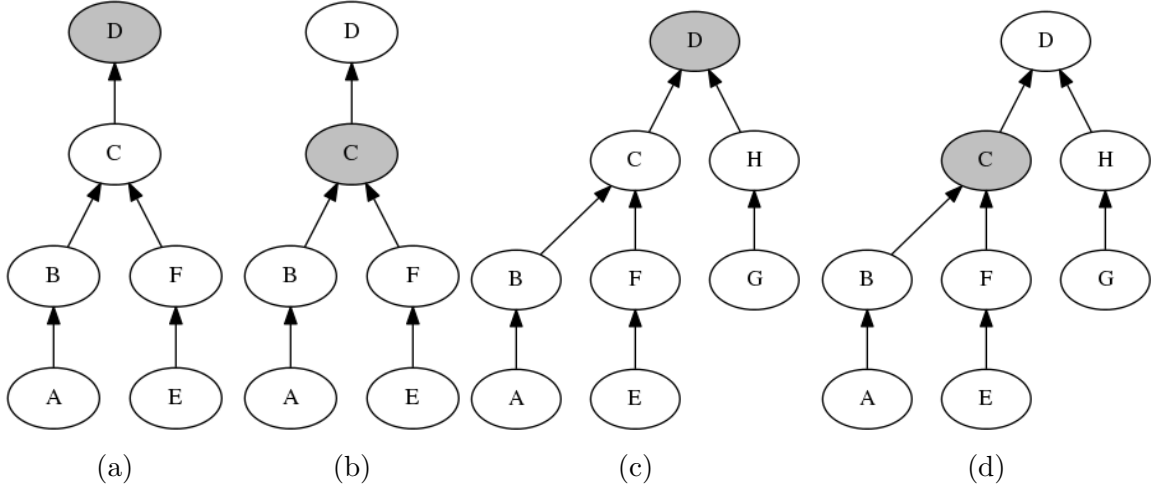 D D D D
C C C H C H
B F B F B F G B F G
A E A E A E A E
(a) (b) (c) (d)